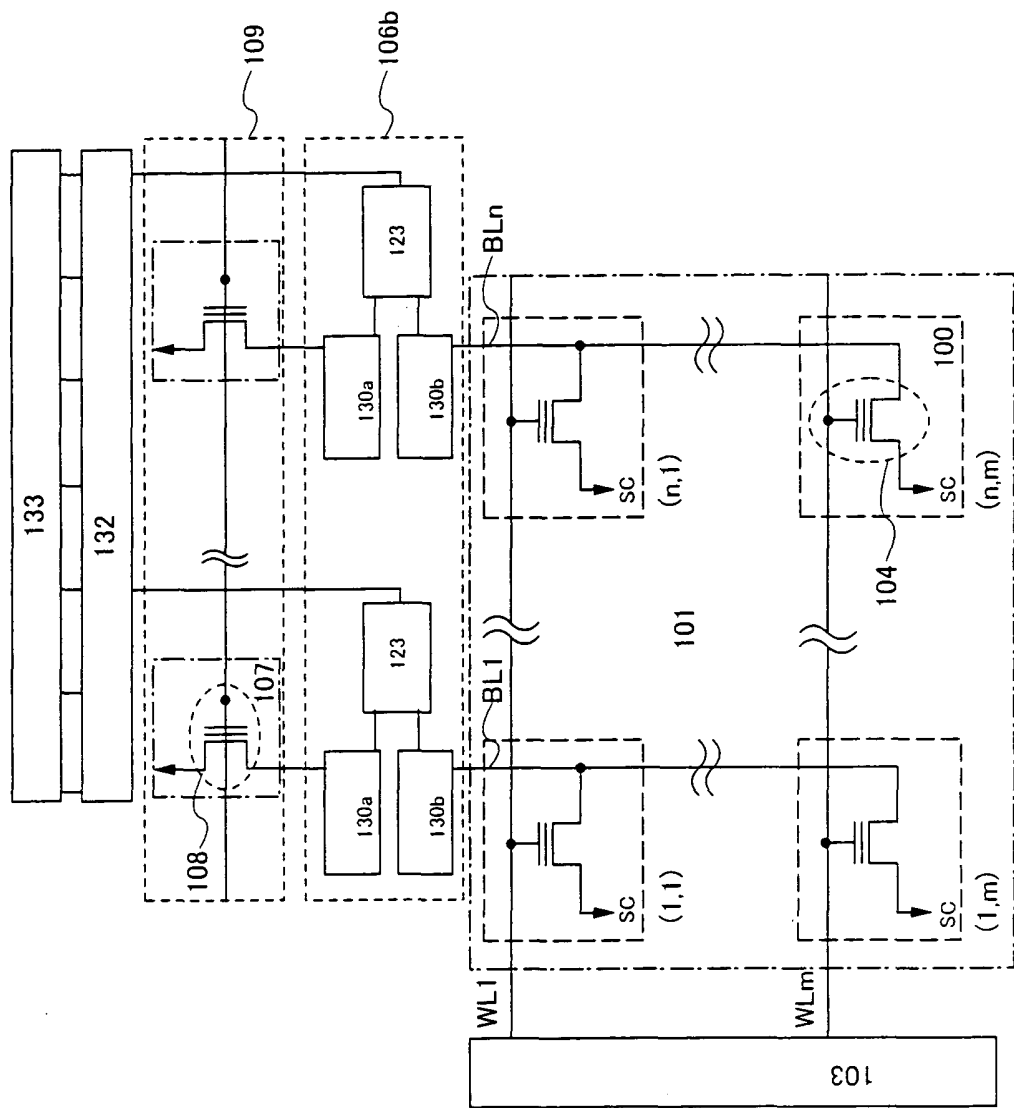 133
132
109
107
108
106b
123
123
130a
130a
130b
130b
BL1
BLn
WL1
SC
(1,1)
SC
(n,1)
101
WLm
SC
(1,m)
100
SC
(n,m)
104
103